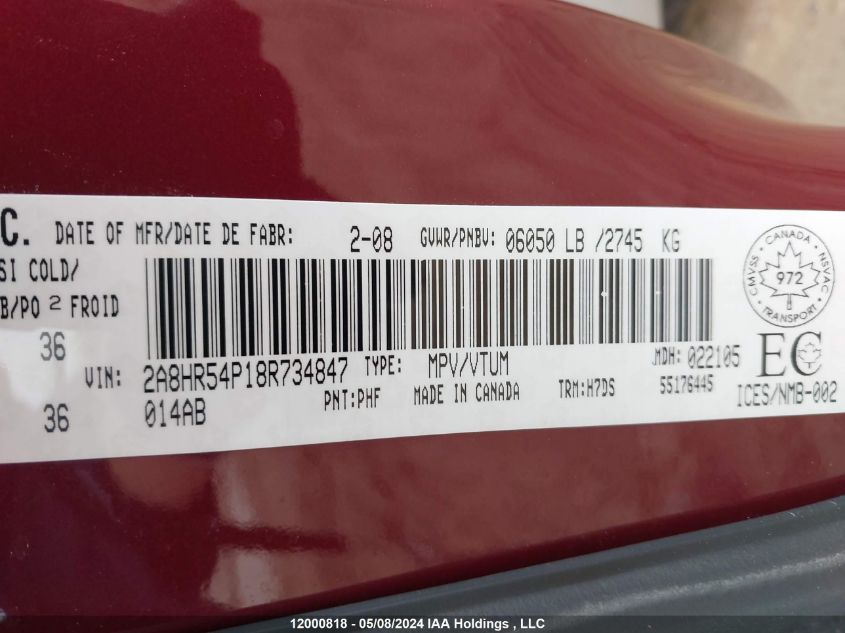 C. DATE OF MFR/DATE DE FABR: 2-08 GVWR/PNBV: 06050 LB /2745 KG
SI COLD/
B/PO 2 FROID
36
VIN: 2A8HR54P18R734847 TYPE: MPV/VTUM MDH: 022105
36 014AB PNT:PHF MADE IN CANADA TRM:H7DS 55176445
CANADA
CMVSS 972 NSVAC
TRANSPORT
EC
ICES/NMB-002
12000818 - 05/08/2024 IAA Holdings , LLC